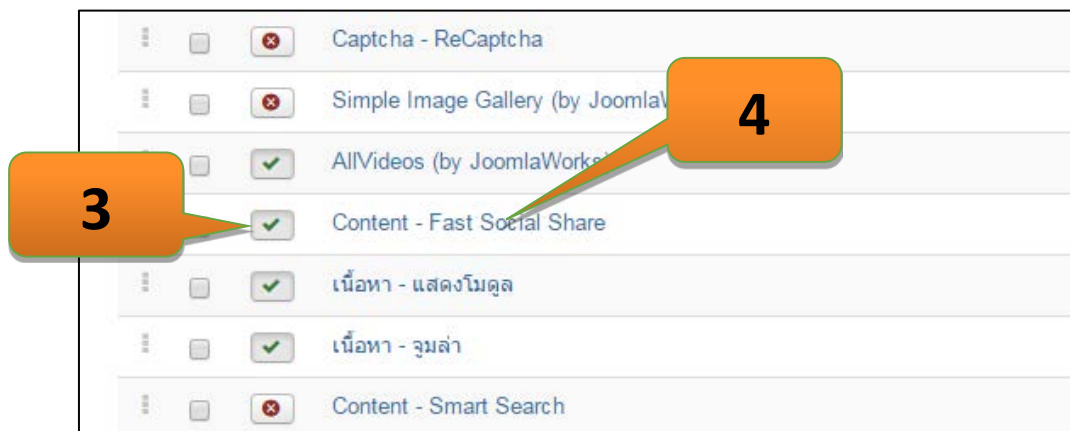 Captcha - ReCaptcha
Simple Image Gallery (by Joomla
4
AllVideos (by JoomlaWorks)
3
Content - Fast Social Share
เนื้อหา - แสดงโมดูล
เนื้อหา - จูมล่า
Content - Smart Search